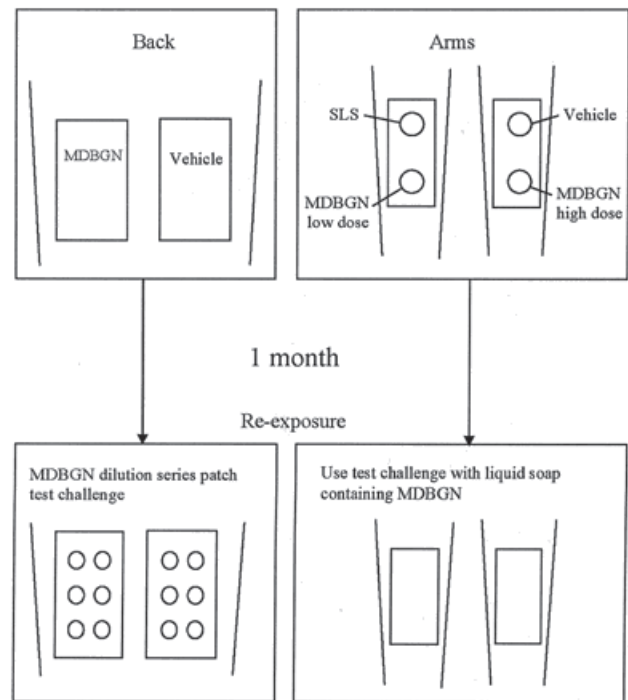 Back
MDBGN
Vehicle
Arms
SLS
Vehicle
MDBGN
low dose
MDBGN
high dose
1 month
Re-exposure
MDBGN dilution series patch
test challenge
Use test challenge with liquid soap
containing MDBGN